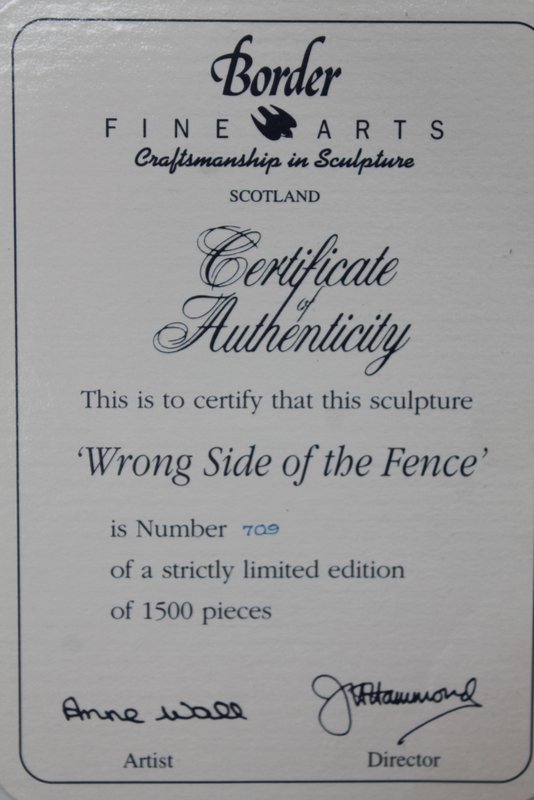 Border
FINE ARTS
Craftsmanship in Sculpture
SCOTLAND
Certificate
of
Authenticity
This is to certify that this sculpture
'Wrong Side of the Fence'
is Number 709
of a strictly limited edition
of 1500 pieces
Anne Wall J Hammond
Artist Director